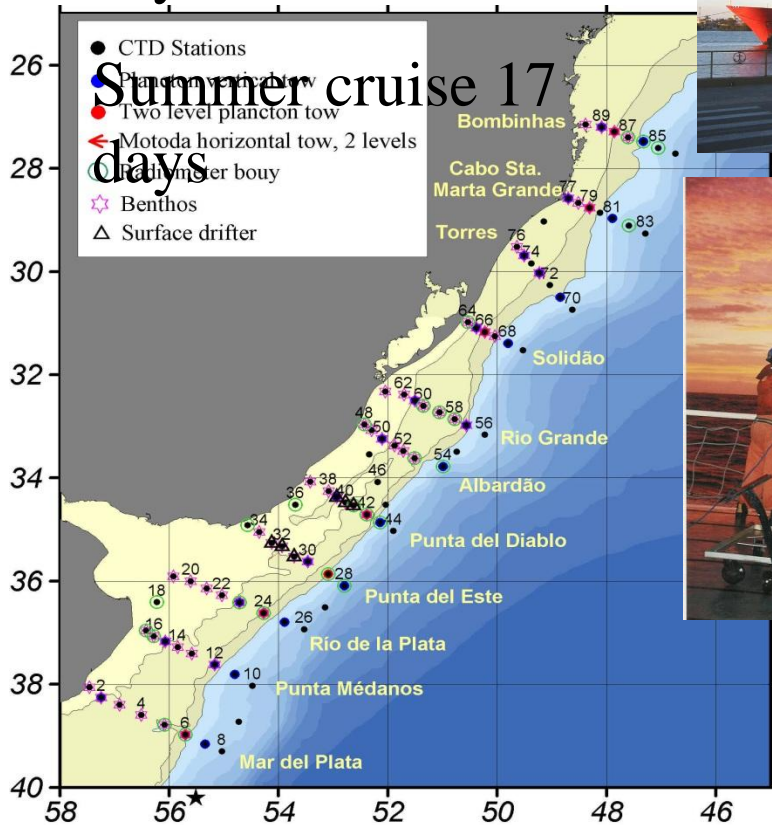 CTD Stations
Plancton vertical tow
Summer cruise 17
days
Two level plancton tow
Motoda horizontal tow, 2 levels
Radiometer bouy
Benthos
Surface drifter
26
28
30
32
34
36
38
40
58
56
54
52
50
48
46
Bombinhas
89
87
85
Cabo Sta.
Marta Grande
77
79
81
83
Torres
76
74
72
70
64
66
68
Solidão
62
60
58
56
Rio Grande
48
50
52
54
Albardão
46
36
38
40
42
44
Punta del Diablo
34
32
30
28
Punta del Este
18
20
22
24
26
Río de la Plata
16
14
12
10
Punta Médanos
2
4
6
8
Mar del Plata